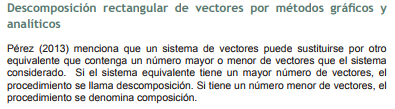 Descomposición rectangular de vectores por métodos gráficos y
analíticos
Pérez (2013) menciona que un sistema de vectores puede sustituirse por otro
equivalente que contenga un número mayor o menor de vectores que el sistema
considerado. Si el sistema equivalente tiene un mayor número de vectores, el
procedimiento se llama descomposición. Si tiene un número menor de vectores, el
procedimiento se denomina composición.